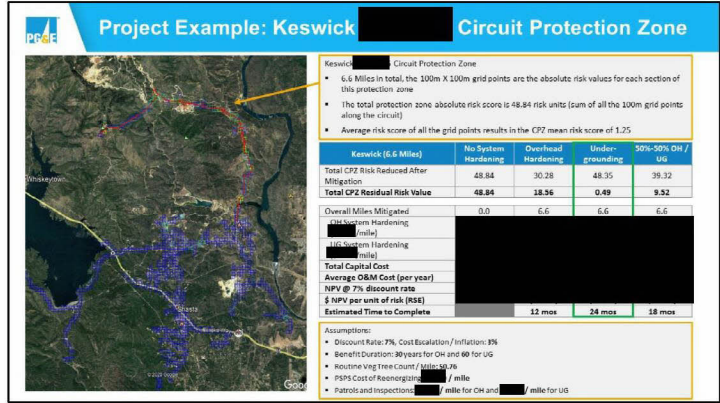 PG&E
Project Example: Keswick Circuit Protection Zone
Keswick Circuit Protection Zone
▪ 6.6 Miles in total, the 100m X 100m grid points are the absolute risk values for each section of
this protection zone
▪ The total protection zone absolute risk score is 48.84 risk units (sum of all the 100m grid points
along the circuit)
▪ Average risk score of all the grid points results in the CPZ mean risk score of 1.25
Keswick (6.6 Miles) No System Hardening Overhead Hardening Under-grounding 50%-50% OH / UG
Total CPZ Risk Reduced After Mitigation 48.84 30.28 48.35 39.32
Total CPZ Residual Risk Value 48.84 18.56 0.49 9.52
Overall Miles Mitigated 0.0 6.6 6.6 6.6
OH System Hardening
/mile)
UG System Hardening
/mile)
Total Capital Cost
Average O&M Cost (per year)
NPV @ 7% discount rate
$ NPV per unit of risk (RSE)
Estimated Time to Complete 12 mos 24 mos 18 mos
Assumptions:
▪ Discount Rate: 7%, Cost Escalation / Inflation: 3%
▪ Benefit Duration: 30 years for OH and 60 for UG
▪ Routine Veg Tree Count / Mile: 50.76
▪ PSPS Cost of Reenergizing / mile
▪ Patrols and Inspections: / mile for OH and / mile for UG
Whiskeytown
Shasta
© 2020 Google
Goo